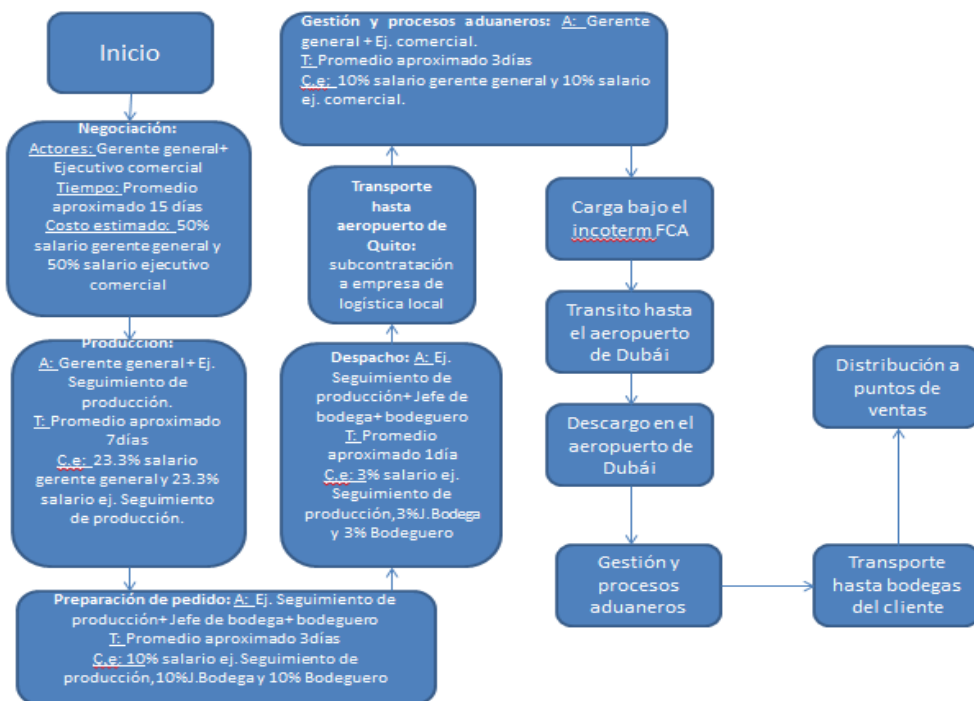 Inicio
Negociación:
Actores: Gerente general+
Ejecutivo comercial
Tiempo: Promedio
aproximado 15 días
Costo estimado: 50%
salario gerente general y
50% salario ejecutivo
comercial
Producción:
A: Gerente general + Ej.
Seguimiento de
producción.
T: Promedio aproximado
7días
C.e: 23.3% salario
gerente general y 23.3%
salario ej. Seguimiento
de producción.
Preparación de pedido: A: Ej. Seguimiento de
producción+ Jefe de bodega+ bodeguero
T: Promedio aproximado 3días
C.e: 10% salario ej. Seguimiento de
producción,10%J.Bodega y 10% Bodeguero
Despacho: A: Ej.
Seguimiento de
producción+ Jefe de
bodega+ bodeguero
T: Promedio
aproximado 1día
C.e: 3% salario ej.
Seguimiento de
producción,3%J.Bodega
y 3% Bodeguero
Transporte
hasta
aeropuerto de
Quito:
subcontratación
a empresa de
logística local
Gestión y procesos aduaneros: A: Gerente
general + Ej. comercial.
T: Promedio aproximado 3días
C.e: 10% salario gerente general y 10% salario
ej. comercial.
Carga bajo el
incoterm FCA
Transito hasta
el aeropuerto
de Dubái
Descargo en el
aeropuerto de
Dubái
Gestión y
procesos
aduaneros
Transporte
hasta bodegas
del cliente
Distribución a
puntos de
ventas